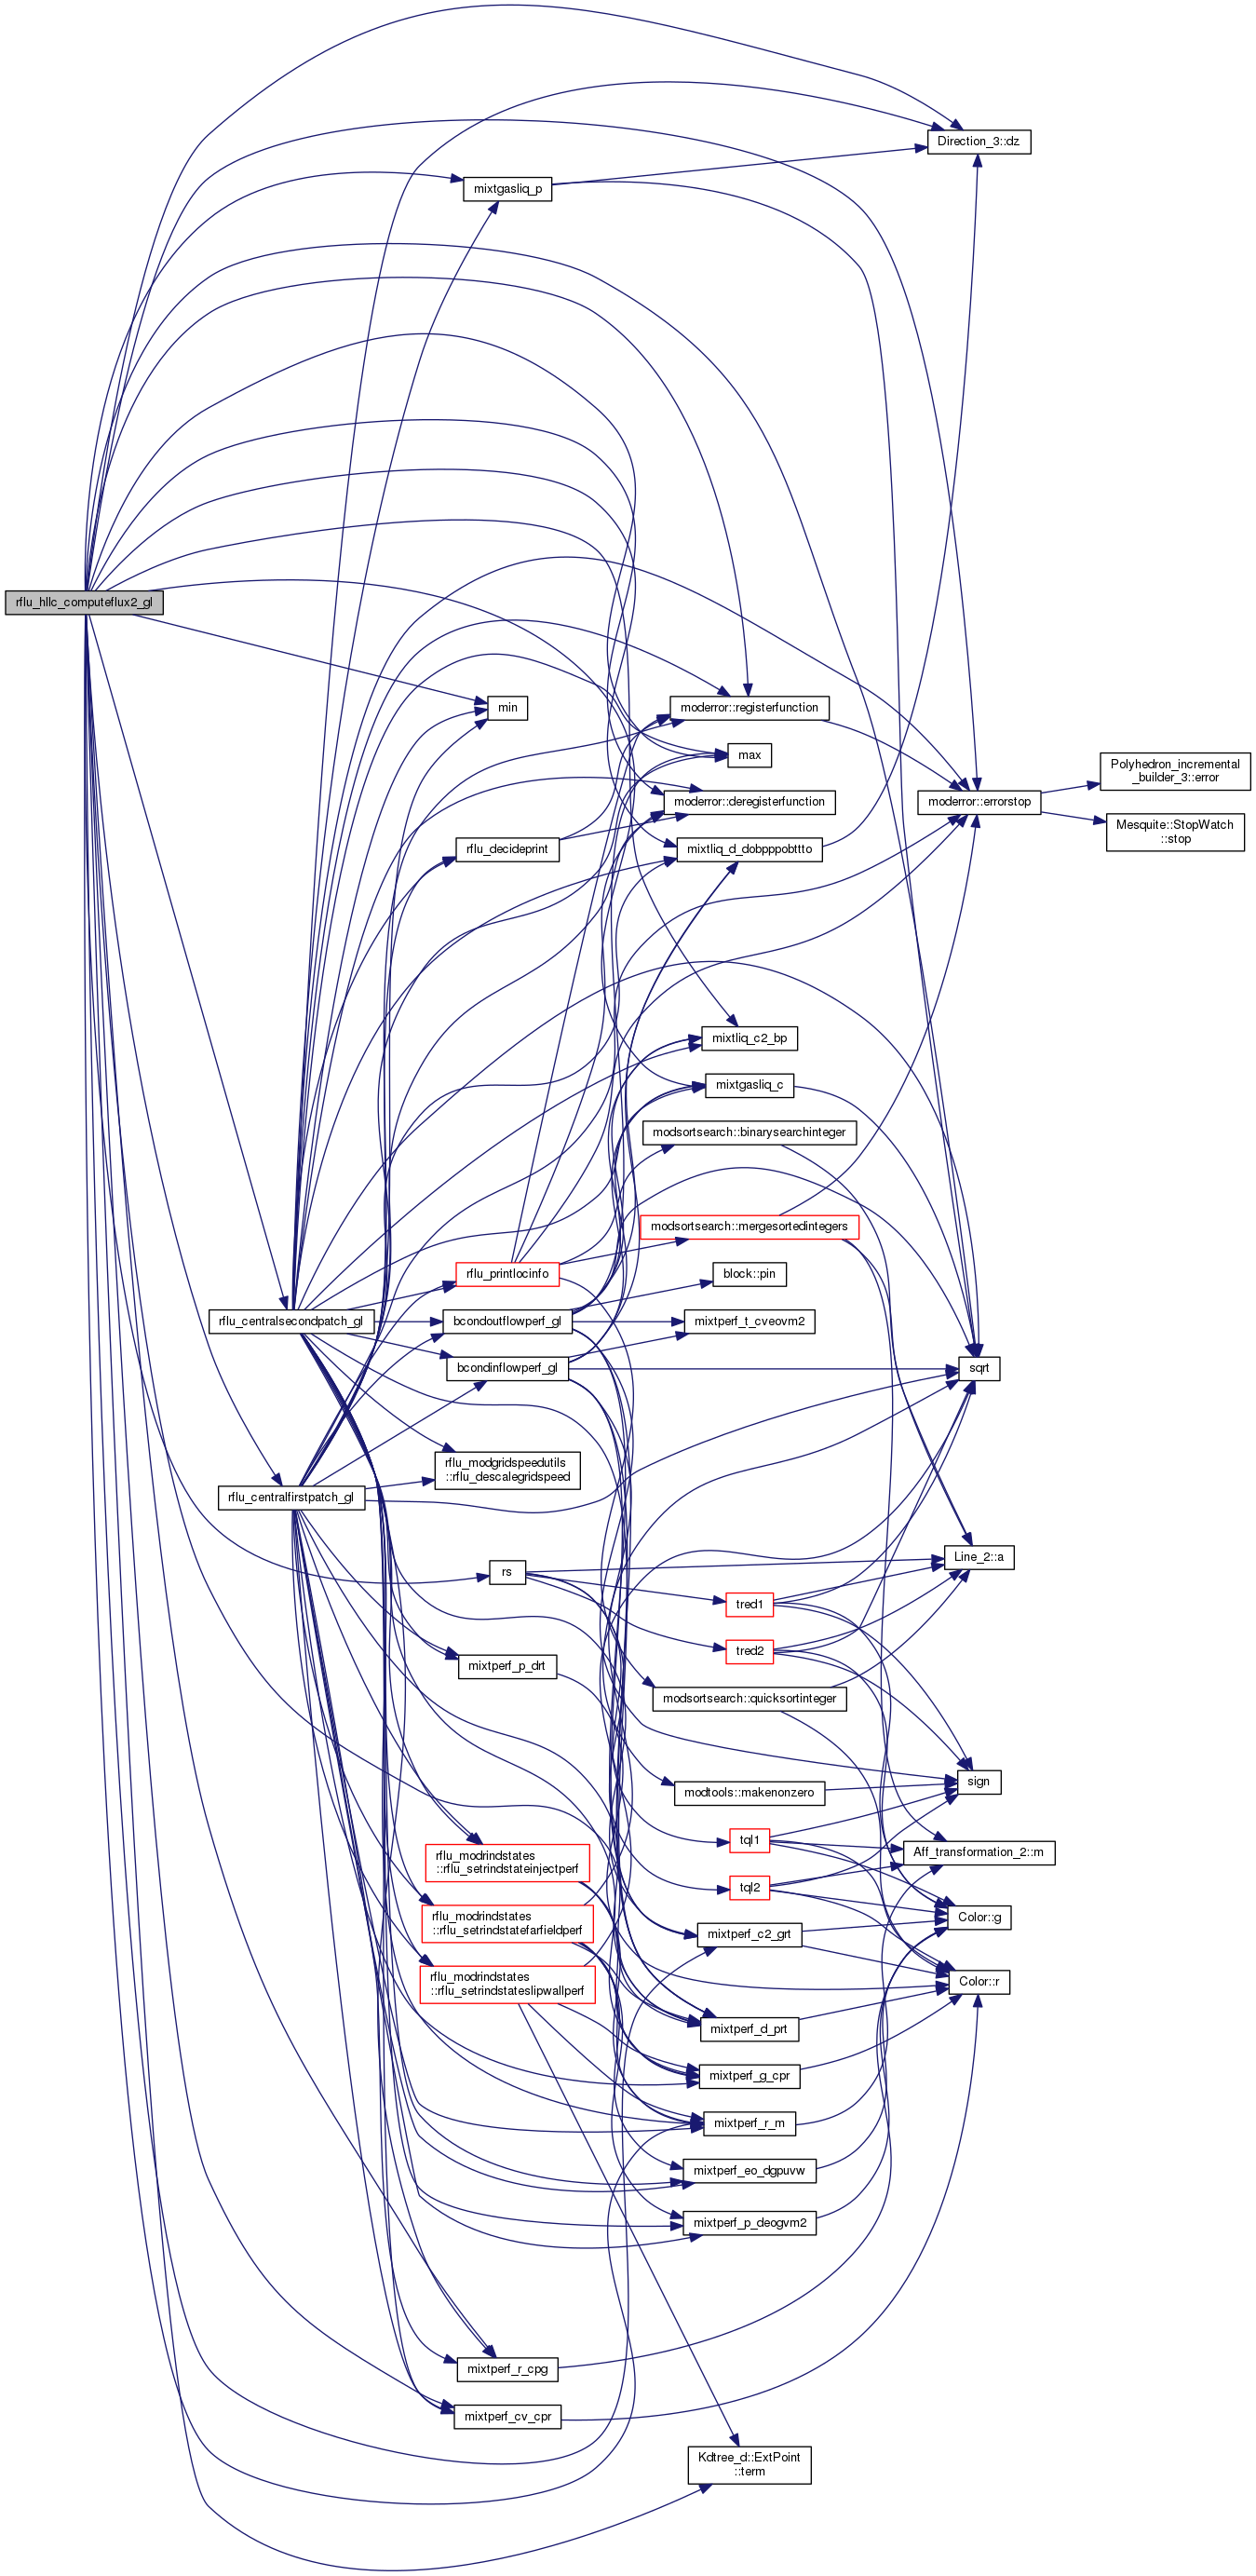 Direction_3::dz
mixtgasliq_p
rflu_hllc_computeflux2_gl
min
moderror::registerfunction
max
Polyhedron_incremental
_builder_3::error
moderror::deregisterfunction
moderror::errorstop
Mesquite::StopWatch
::stop
rflu_decideprint
mixtliq_d_dobpppobttto
mixtliq_c2_bp
mixtgasliq_c
modsortsearch::binarysearchinteger
modsortsearch::mergesortedintegers
rflu_printlocinfo
block::pin
rflu_centralsecondpatch_gl
bcondoutflowperf_gl
mixtperf_t_cveovm2
bcondinflowperf_gl
sqrt
rflu_modgridspeedutils
::rflu_descalegridspeed
rflu_centralfirstpatch_gl
Line_2::a
rs
tred1
tred2
mixtperf_p_drt
modsortsearch::quicksortinteger
sign
modtools::makenonzero
tql1
Aff_transformation_2::m
rflu_modrindstates
::rflu_setrindstateinjectperf
tql2
rflu_modrindstates
::rflu_setrindstatefarfieldperf
Color::g
mixtperf_c2_grt
rflu_modrindstates
::rflu_setrindstateslipwallperf
Color::r
mixtperf_d_prt
mixtperf_g_cpr
mixtperf_r_m
mixtperf_eo_dgpuvw
mixtperf_p_deogvm2
mixtperf_r_cpg
mixtperf_cv_cpr
Kdtree_d::ExtPoint
::term